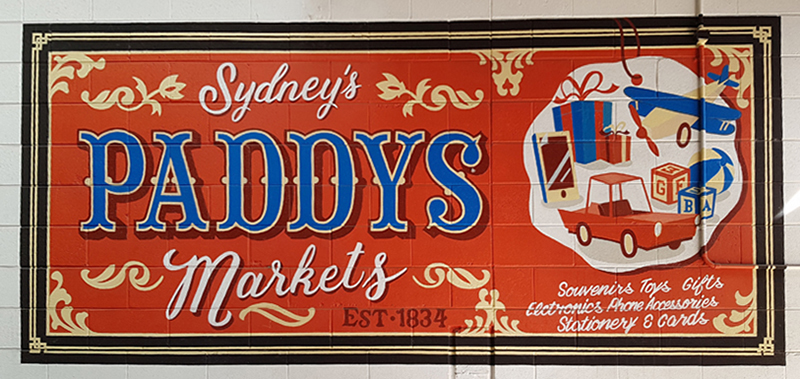 Sydney's
PADDYS
Markets
EST·1834
G F
B A
Souvenirs Toys Gifts
Electronics Phone Accessories
Stationery & Cards